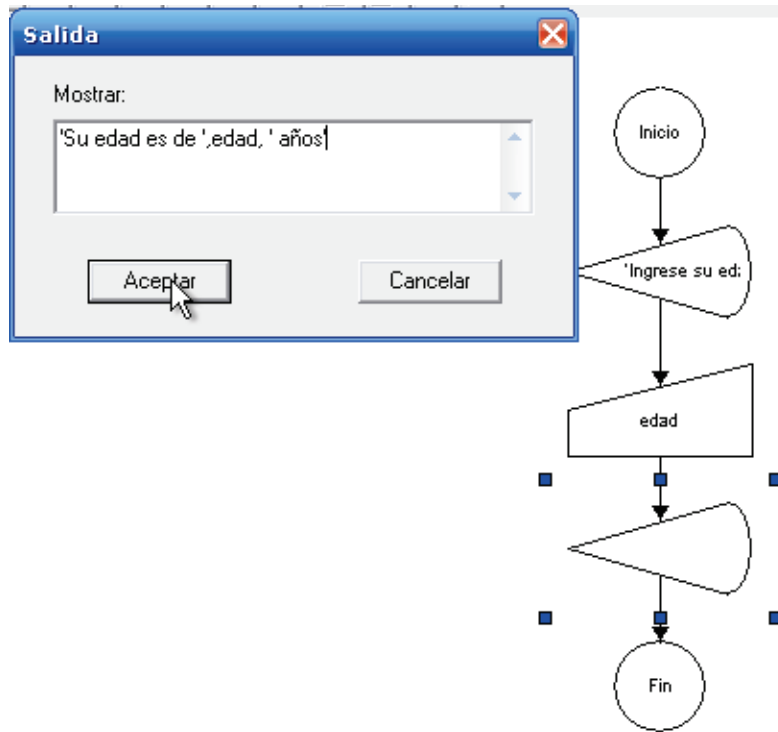 Salida
Mostrar:
'Su edad es de ',edad, ' años'
Aceptar
Cancelar
Inicio
'Ingrese su ed:
edad
Fin